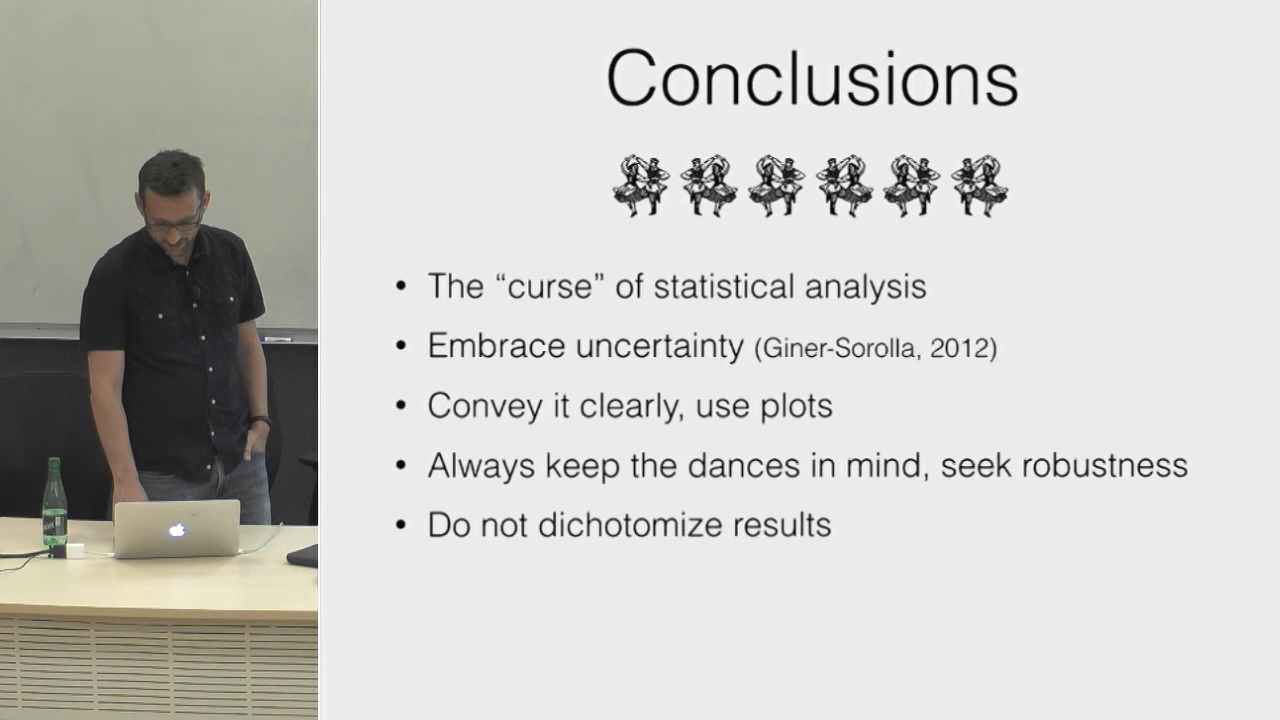 Conclusions
• The “curse” of statistical analysis
• Embrace uncertainty (Giner-Sorolla, 2012)
• Convey it clearly, use plots
• Always keep the dances in mind, seek robustness
• Do not dichotomize results